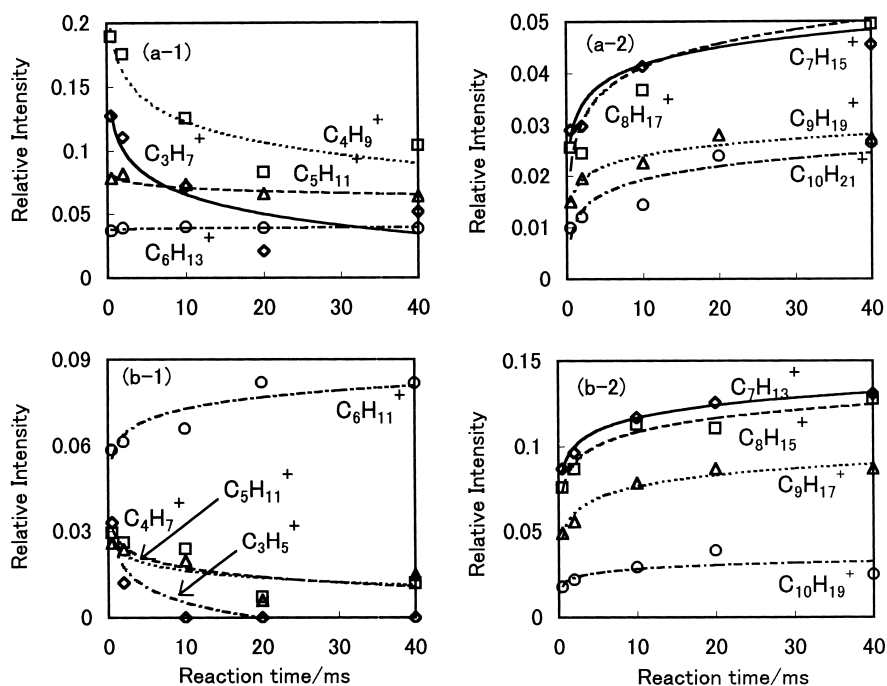 0.2
0.15
0.1
0.05
0
Relative Intensity
(a-1)
C4H9+
C3H7+
C5H11+
C6H13+
0 10 20 30 40
0.05
0.04
0.03
0.02
0.01
0
Relative Intensity
(a-2)
C7H15+
C8H17+
C9H19+
C10H21+
0 10 20 30 40
0.09
0.06
0.03
0
Relative Intensity
(b-1)
C6H11+
C5H11+
C4H7+
C3H5+
0 10 20 30 40
Reaction time/ms
0.15
0.1
0.05
0
Relative Intensity
(b-2)
C7H13+
C8H15+
C9H17+
C10H19+
0 10 20 30 40
Reaction time/ms